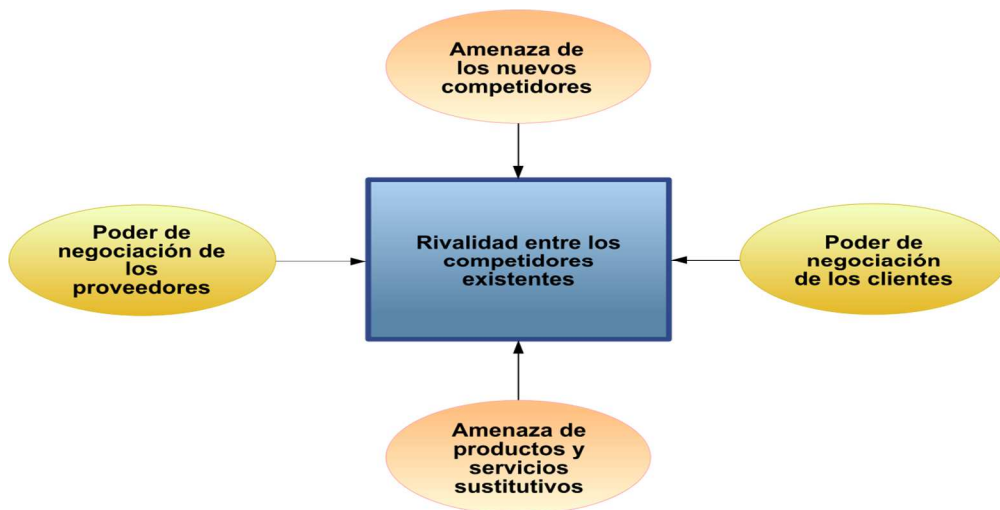 Amenaza de
los nuevos
competidores
Poder de
negociación de
los
proveedores
Rivalidad entre los
competidores
existentes
Poder de
negociación
de los clientes
Amenaza de
productos y
servicios
sustitutivos